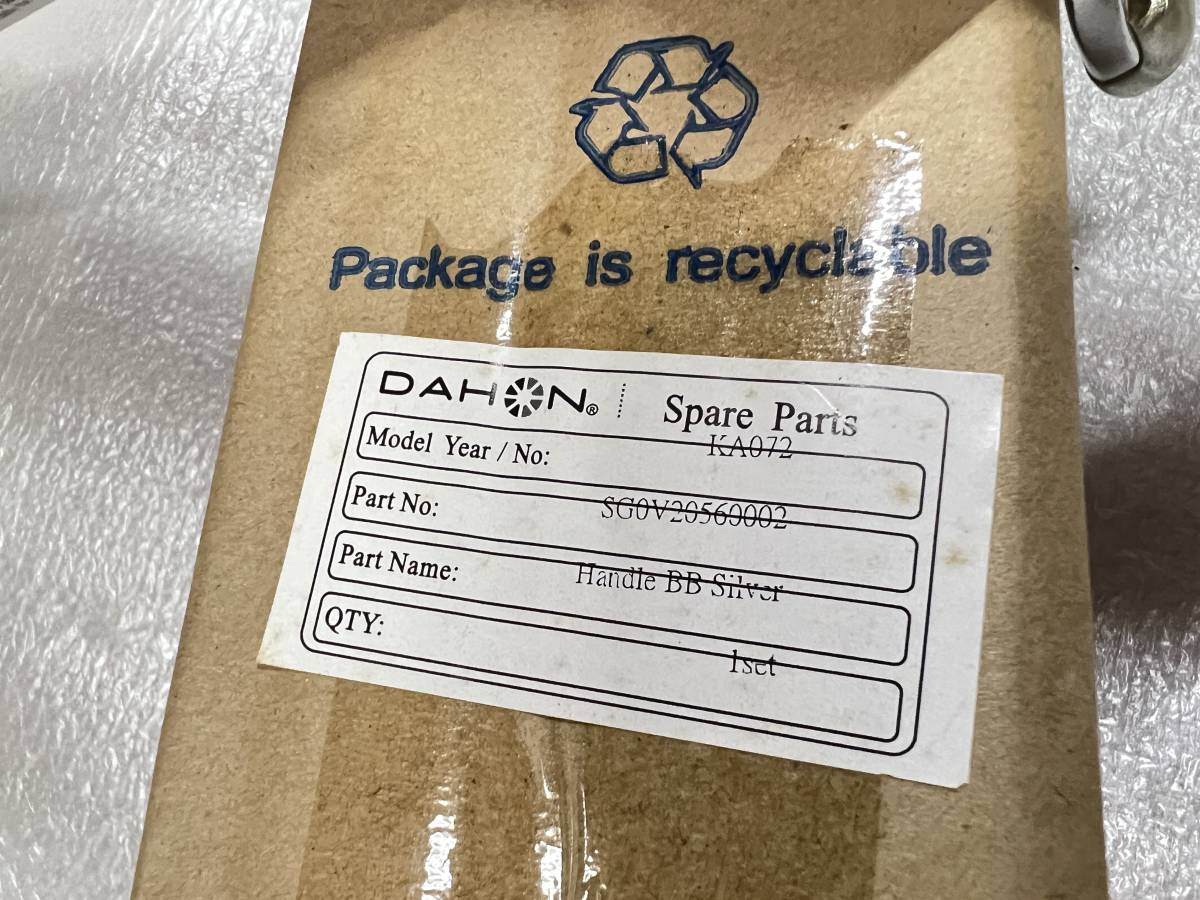 Package is recyclable
DAHON® Spare Parts
Model Year / No: KA072
Part No: SG0V20560002
Part Name: Handle BB Silver
QTY: 1set